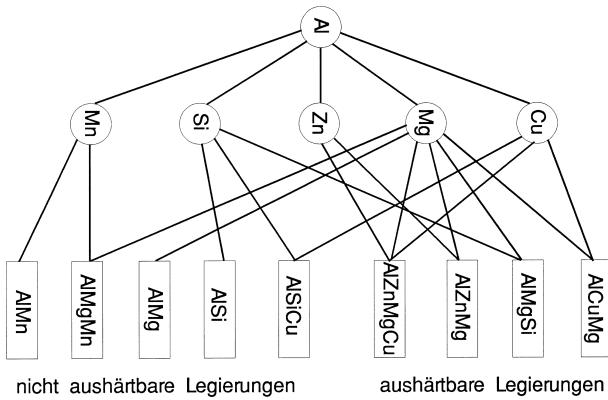 Al
Mn
Si
Zn
Mg
Cu
AlMn
AlMgMn
AlMg
AlSi
AlSiCu
AlZnMgCu
AlZnMg
AlMgSi
AlCuMg
nicht aushärtbare Legierungen
aushärtbare Legierungen